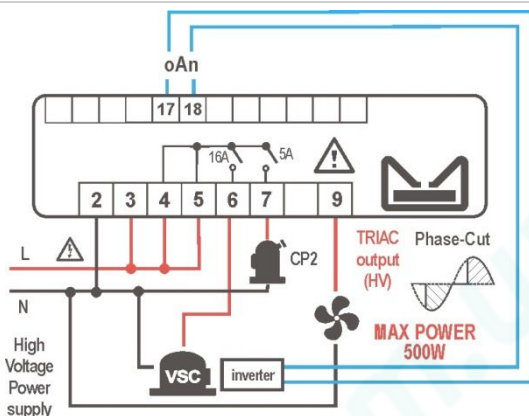 oAn
17 18
16A 5A
2 3 4 5 6 7 9
L
CP2
TRIAC
output
(HV)
Phase-Cut
N
MAX POWER
500W
High
Voltage
Power
supply
VSC
inverter